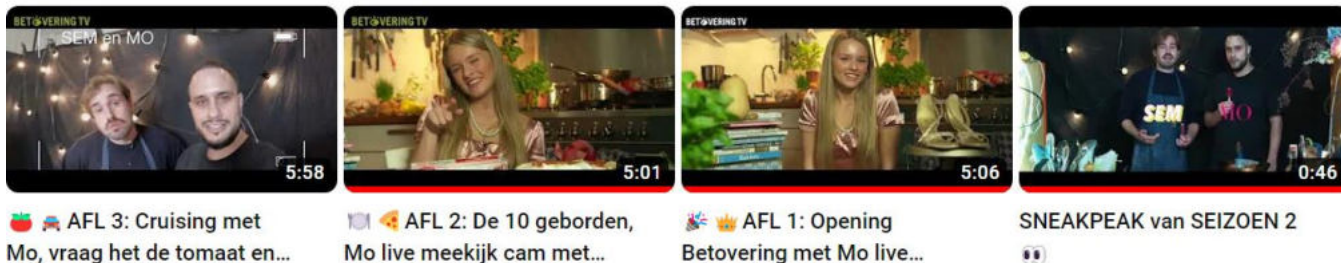 BETOVERING TV
SEM en MO
5:58
BETOVERING TV
5:01
BETOVERING TV
5:06
SEM
MO
0:46
🍅 🚘 AFL 3: Cruising met
Mo, vraag het de tomaat en...
🍽️ 🍕 AFL 2: De 10 geborden,
Mo live meekijk cam met...
🎉 👑 AFL 1: Opening
Betovering met Mo live...
SNEAKPEAK van SEIZOEN 2
👀